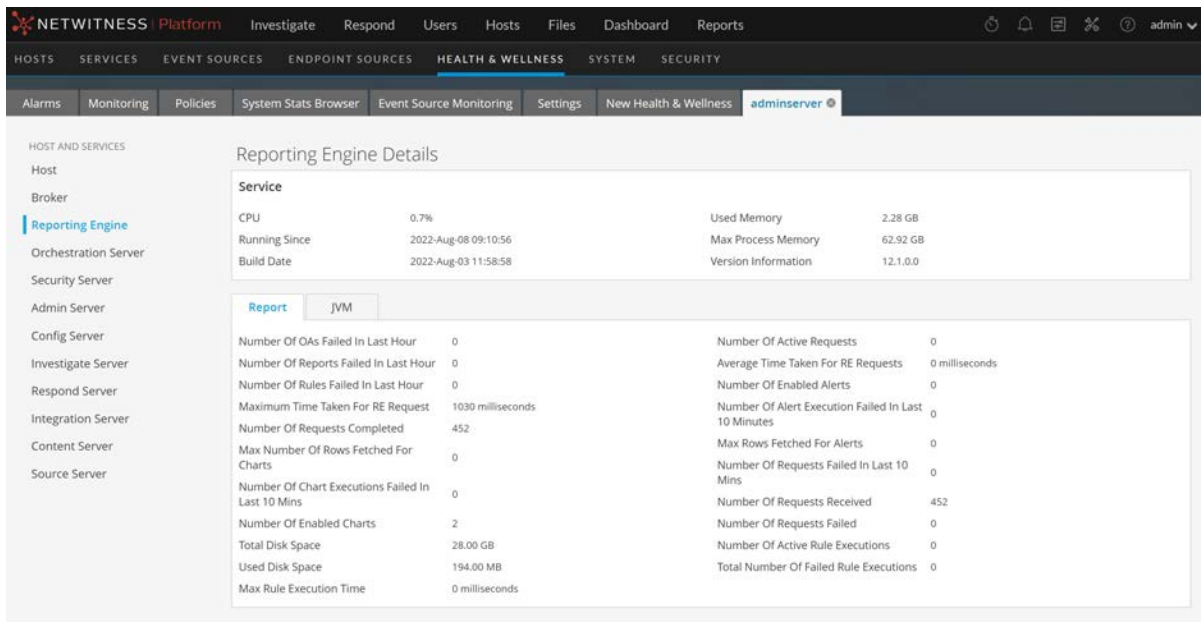 NETWITNESS Platform Investigate Respond Users Hosts Files Dashboard Reports admin
HOSTS SERVICES EVENT SOURCES ENDPOINT SOURCES HEALTH & WELLNESS SYSTEM SECURITY
Alarms Monitoring Policies System Stats Browser Event Source Monitoring Settings New Health & Wellness adminserver
HOST AND SERVICES
Host
Broker
Reporting Engine
Orchestration Server
Security Server
Admin Server
Config Server
Investigate Server
Respond Server
Integration Server
Content Server
Source Server
Reporting Engine Details
Service
CPU 0.7%
Running Since 2022-Aug-08 09:10:56
Build Date 2022-Aug-03 11:58:58
Used Memory 2.28 GB
Max Process Memory 62.92 GB
Version Information 12.1.0.0
Report JVM
Number Of OAs Failed In Last Hour 0
Number Of Reports Failed In Last Hour 0
Number Of Rules Failed In Last Hour 0
Maximum Time Taken For RE Request 1030 milliseconds
Number Of Requests Completed 452
Max Number Of Rows Fetched For
Charts 0
Number Of Chart Executions Failed In
Last 10 Mins 0
Number Of Enabled Charts 2
Total Disk Space 28.00 GB
Used Disk Space 194.00 MB
Max Rule Execution Time 0 milliseconds
Number Of Active Requests 0
Average Time Taken For RE Requests 0 milliseconds
Number Of Enabled Alerts 0
Number Of Alert Execution Failed In Last
10 Minutes 0
Max Rows Fetched For Alerts 0
Number Of Requests Failed In Last 10
Mins 0
Number Of Requests Received 452
Number Of Requests Failed 0
Number Of Active Rule Executions 0
Total Number Of Failed Rule Executions 0